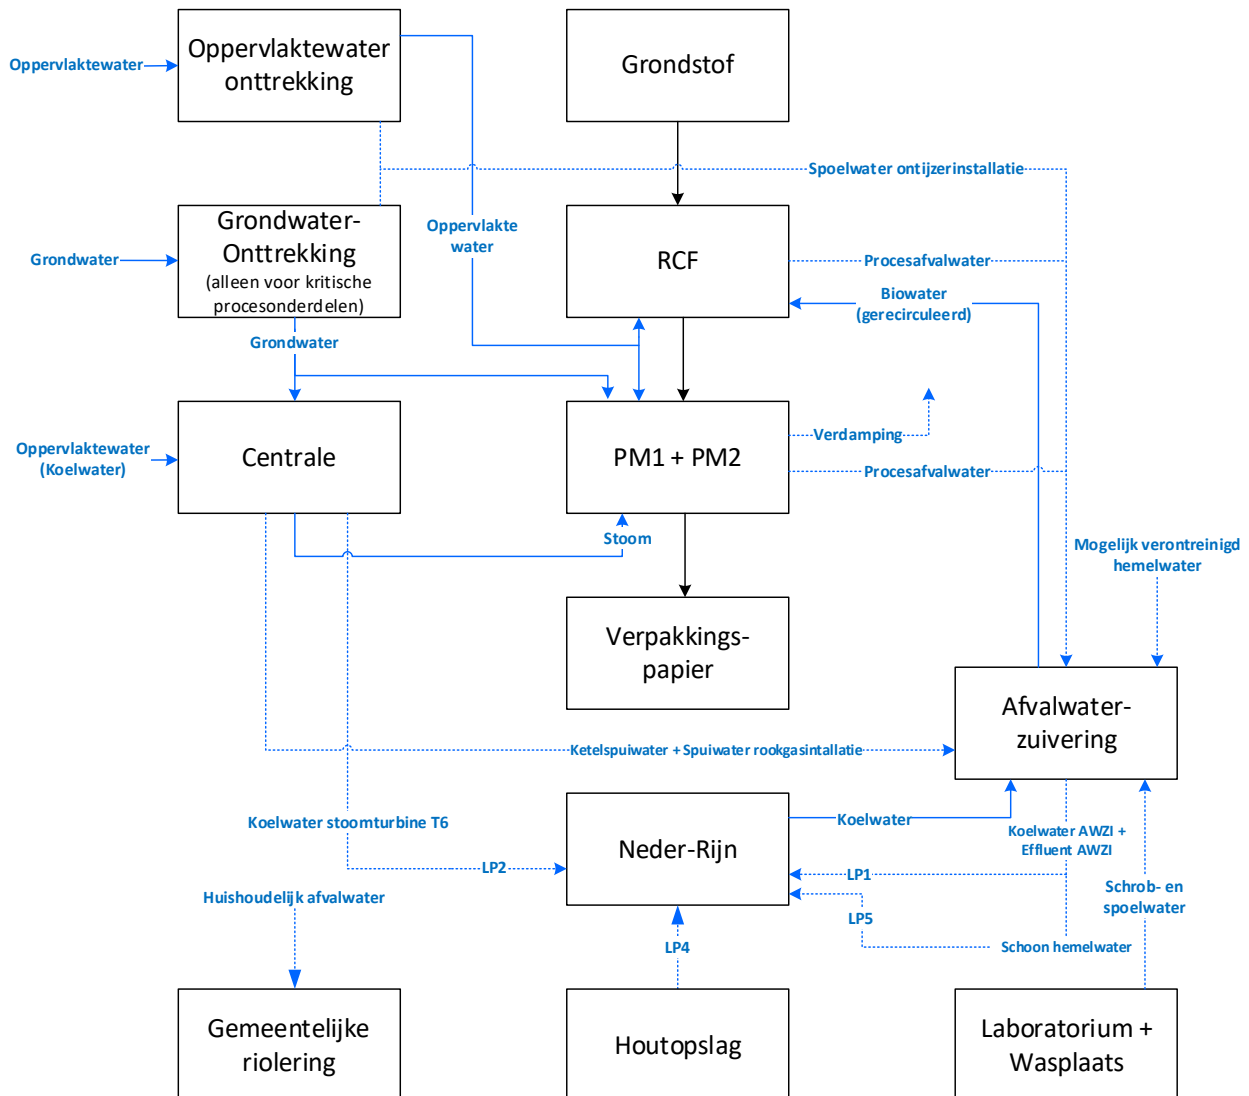 Oppervlaktewater
onttrekking
Grondstof
Oppervlaktewater
Spoelwater ontijzerinstallatie
Grondwater-
Onttrekking
(alleen voor kritische
procesonderdelen)
Oppervlakte
water
RCF
Grondwater
Procesafvalwater
Biowater
(gerecirculeerd)
Grondwater
Oppervlaktewater
(Koelwater)
Centrale
PM1 + PM2
Verdamping
Procesafvalwater
Stoom
Mogelijk verontreinigd
hemelwater
Verpakkings-
papier
Afvalwater-
zuivering
Ketelspuiwater + Spuiwater rookgasintallatie
Koelwater stoomturbine T6
Neder-Rijn
Koelwater
Koelwater AWZI +
Effluent AWZI
LP2
LP1
Huishoudelijk afvalwater
Schrob- en
spoelwater
LP5
LP4
Schoon hemelwater
Gemeentelijke
riolering
Houtopslag
Laboratorium +
Wasplaats